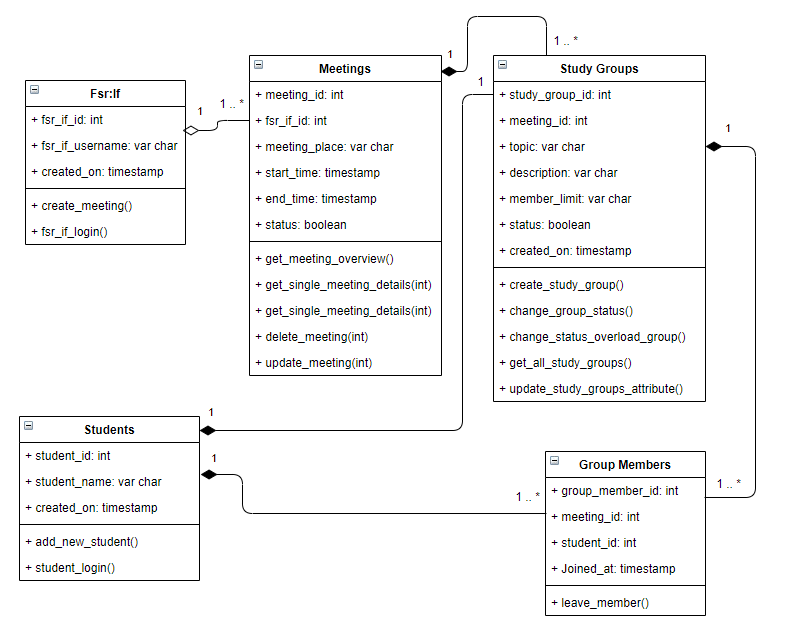 Fsr:If
+ fsr_if_id: int
+ fsr_if_username: var char
+ created_on: timestamp
+ create_meeting()
+ fsr_if_login()
1
1 .. *
Meetings
+ meeting_id: int
+ fsr_if_id: int
+ meeting_place: var char
+ start_time: timestamp
+ end_time: timestamp
+ status: boolean
+ get_meeting_overview()
+ get_single_meeting_details(int)
+ get_single_meeting_details(int)
+ delete_meeting(int)
+ update_meeting(int)
1
1 .. *
1
Study Groups
+ study_group_id: int
+ meeting_id: int
+ topic: var char
+ description: var char
+ member_limit: var char
+ status: boolean
+ created_on: timestamp
+ create_study_group()
+ change_group_status()
+ change_status_overload_group()
+ get_all_study_groups()
+ update_study_groups_attribute()
1
Students
+ student_id: int
+ student_name: var char
+ created_on: timestamp
+ add_new_student()
+ student_login()
1
1
1 .. *
Group Members
+ group_member_id: int
+ meeting_id: int
+ student_id: int
+ Joined_at: timestamp
+ leave_member()
1 .. *